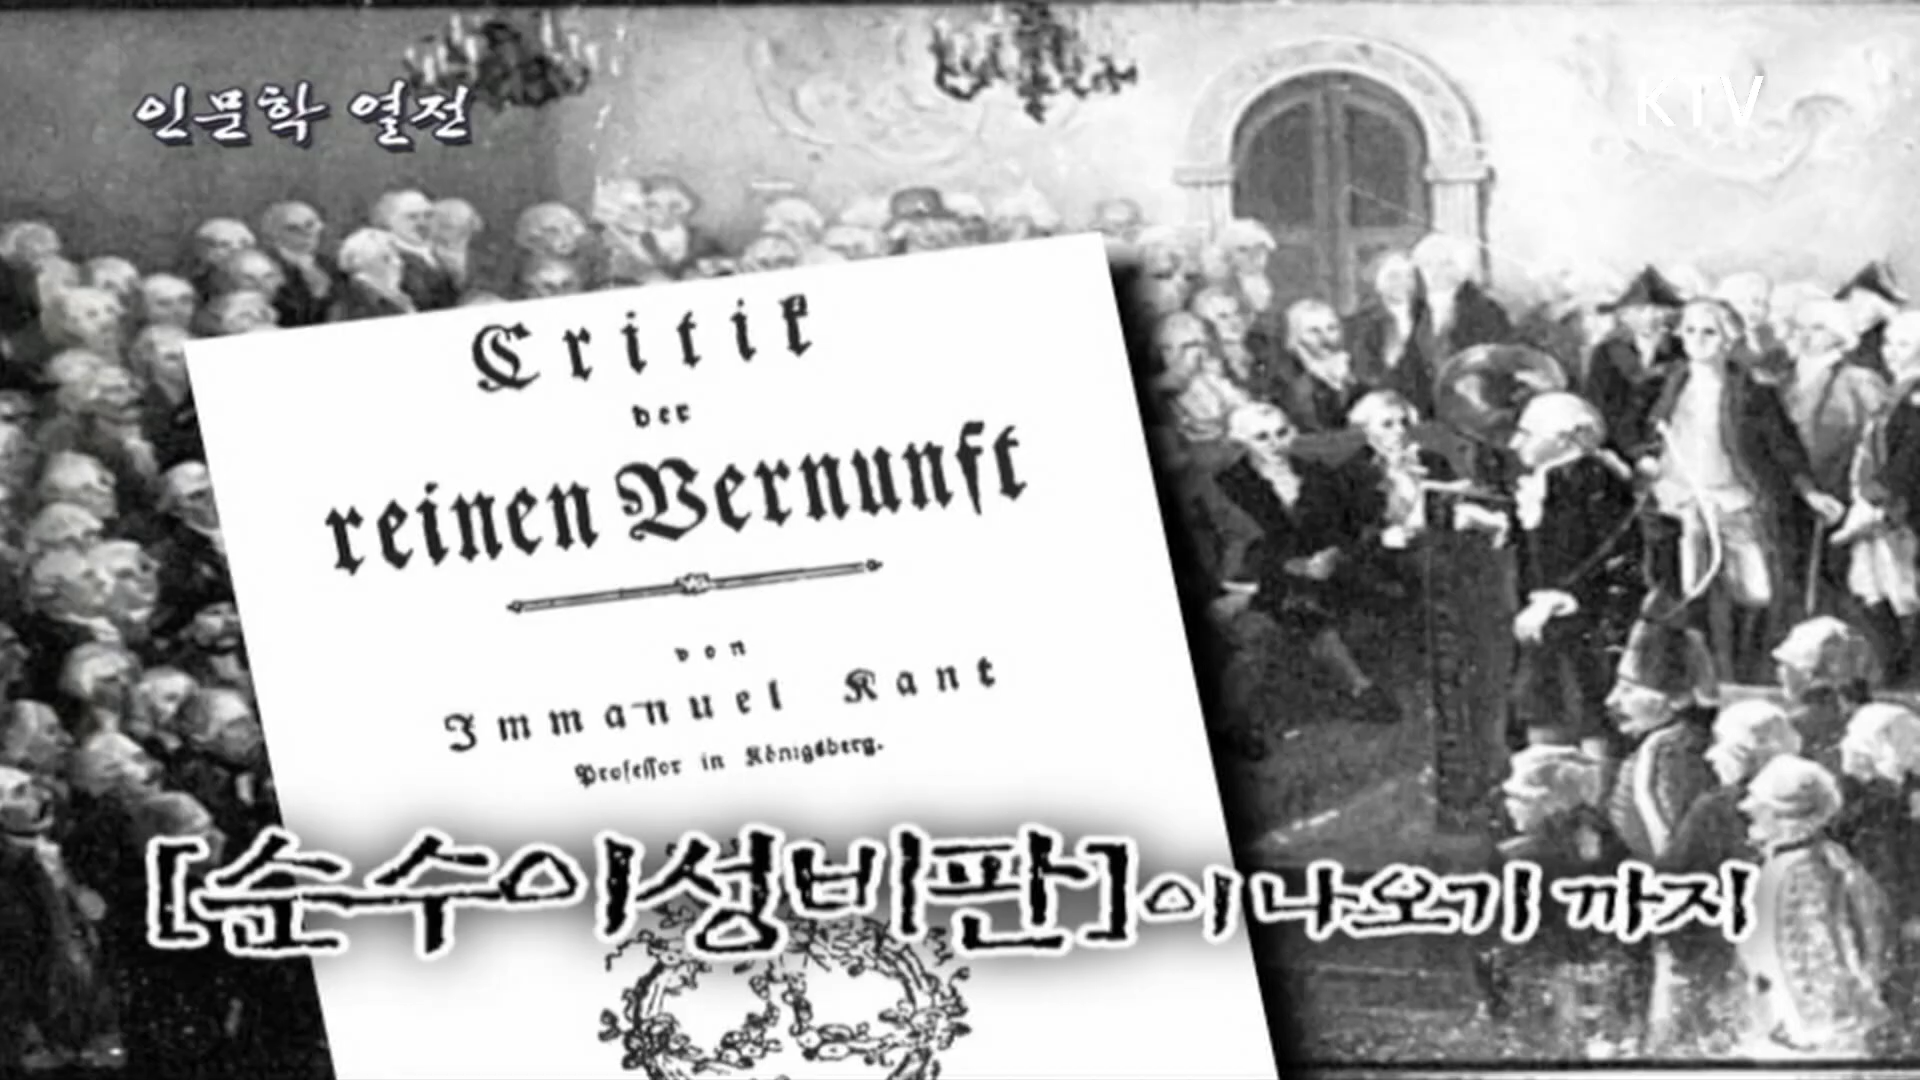 인문학 열전
KTV
Critik
der
reinen Vernunft
von
Immanuel Kant
Professor in Königsberg.
[순수이성비판]이 나오기 까지